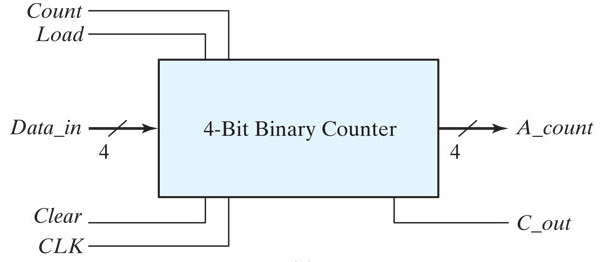 Count
Load
Data_in
4
4-Bit Binary Counter
4
A_count
Clear
CLK
C_out